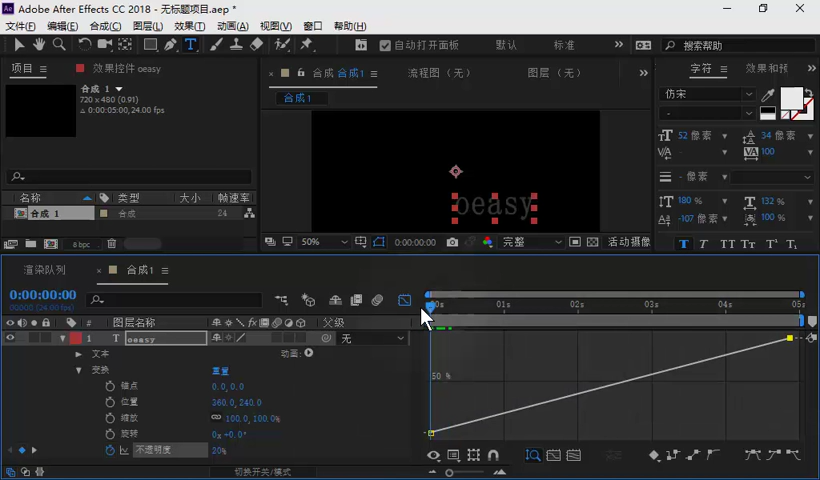 Adobe After Effects CC 2018 - 无标题项目.aep *
文件(F) 编辑(E) 合成(C) 图层(L) 效果(T) 动画(A) 视图(V) 窗口 帮助(H)
自动打开面板 默认 标准 搜索帮助
项目 效果控件 oeasy
合成 合成1 流程图（无） 图层（无）
字符 效果和预
合成 1
720 x 480 (0.91)
△ 0:00:05:00, 24.00 fps
合成1
仿宋
-
52 像素 34 像素
100
- 像素
180 % 132 %
-107 像素 100 %
oeasy
名称 类型 大小 帧速率
合成 1 合成 24
8 bpc
50% 0:00:00:00 完整 活动摄像
T T TT Tт T¹ T₁
渲染队列 合成1
0:00:00:00
00000 (24.00 fps)
00s 01s 02s 03s 04s 05s
# 图层名称 父级
1 T oeasy 无
文本 动画:
变换 重置
锚点 0.0, 0.0
位置 360.0, 240.0
缩放 100.0, 100.0%
旋转 0x +0.0°
不透明度 20%
50 %
切换开关/模式